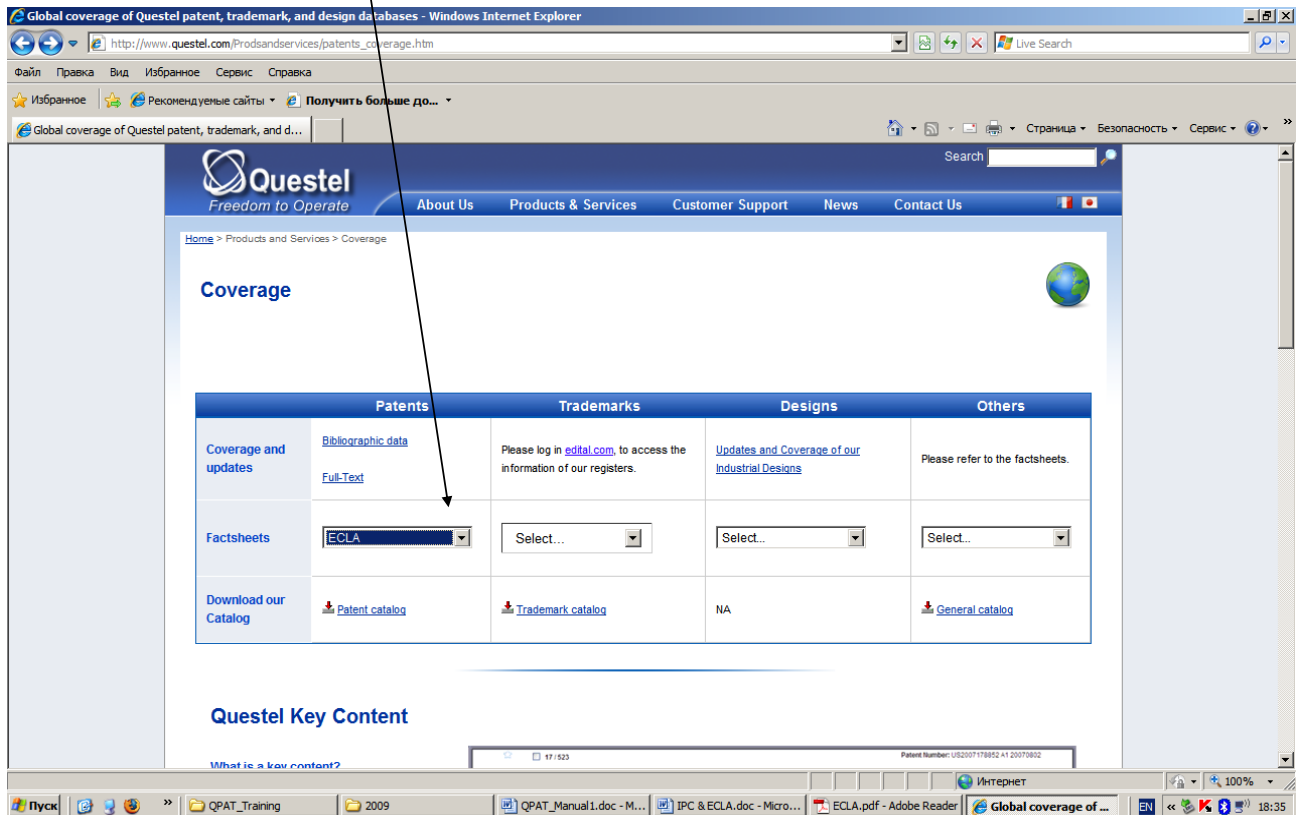 Global coverage of Questel patent, trademark, and design databases - Windows Internet Explorer
http://www.questel.com/Prodsandservices/patents_coverage.htm
Live Search
Файл Правка Вид Избранное Сервис Справка
Избранное Рекомендуемые сайты Получить больше до...
Global coverage of Questel patent, trademark, and d...
Страница Безопасность Сервис »
Search
Questel
Freedom to Operate
About Us Products & Services Customer Support News Contact Us
Home > Products and Services > Coverage
Coverage
Patents Trademarks Designs Others
Coverage and updates
Bibliographic data
Full-Text
Please log in edital.com, to access the
information of our registers.
Updates and Coverage of our
Industrial Designs
Please refer to the factsheets.
Factsheets
ECLA
Select...
Select...
Select...
Download our
Catalog
Patent catalog
Trademark catalog
NA
General catalog
Questel Key Content
What is a key content?
17 / 523
Patent Number: US2007178852 A1 20070802
Интернет
100%
Пуск » QPAT_Training 2009 QPAT_Manual1.doc - M... IPC & ECLA.doc - Micro... ECLA.pdf - Adobe Reader Global coverage of ... EN « 18:35